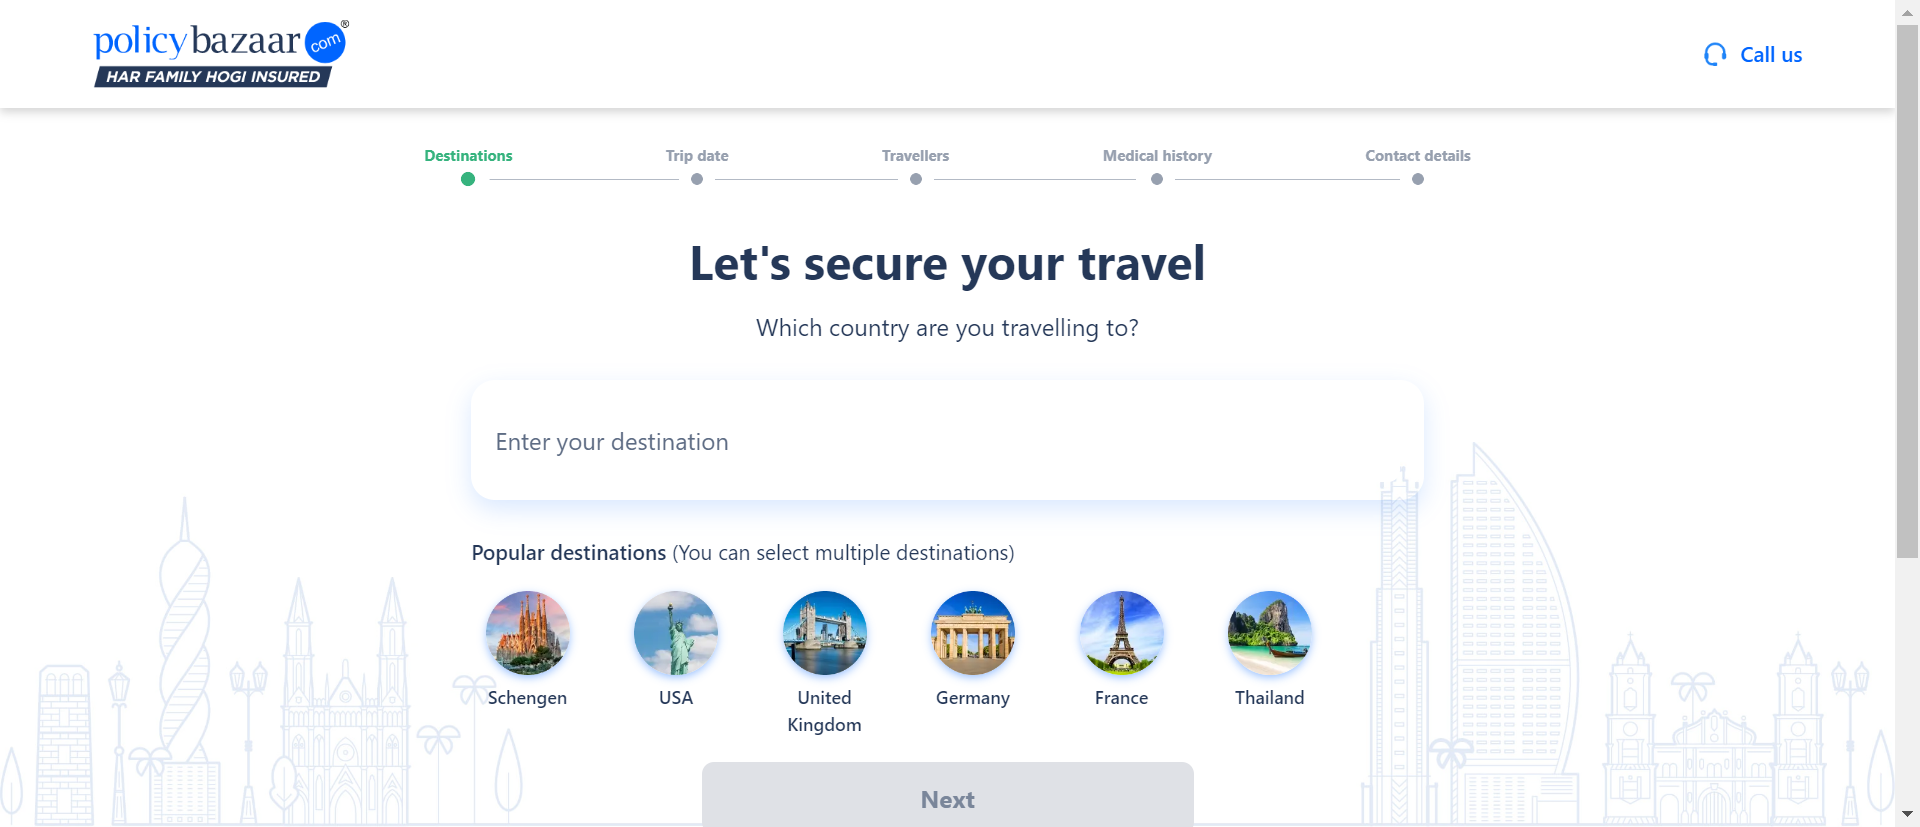 policybazaar com ®
HAR FAMILY HOGI INSURED
Call us
Destinations
Trip date
Travellers
Medical history
Contact details
Let's secure your travel
Which country are you travelling to?
Enter your destination
Popular destinations (You can select multiple destinations)
Schengen
USA
United
Kingdom
Germany
France
Thailand
Next